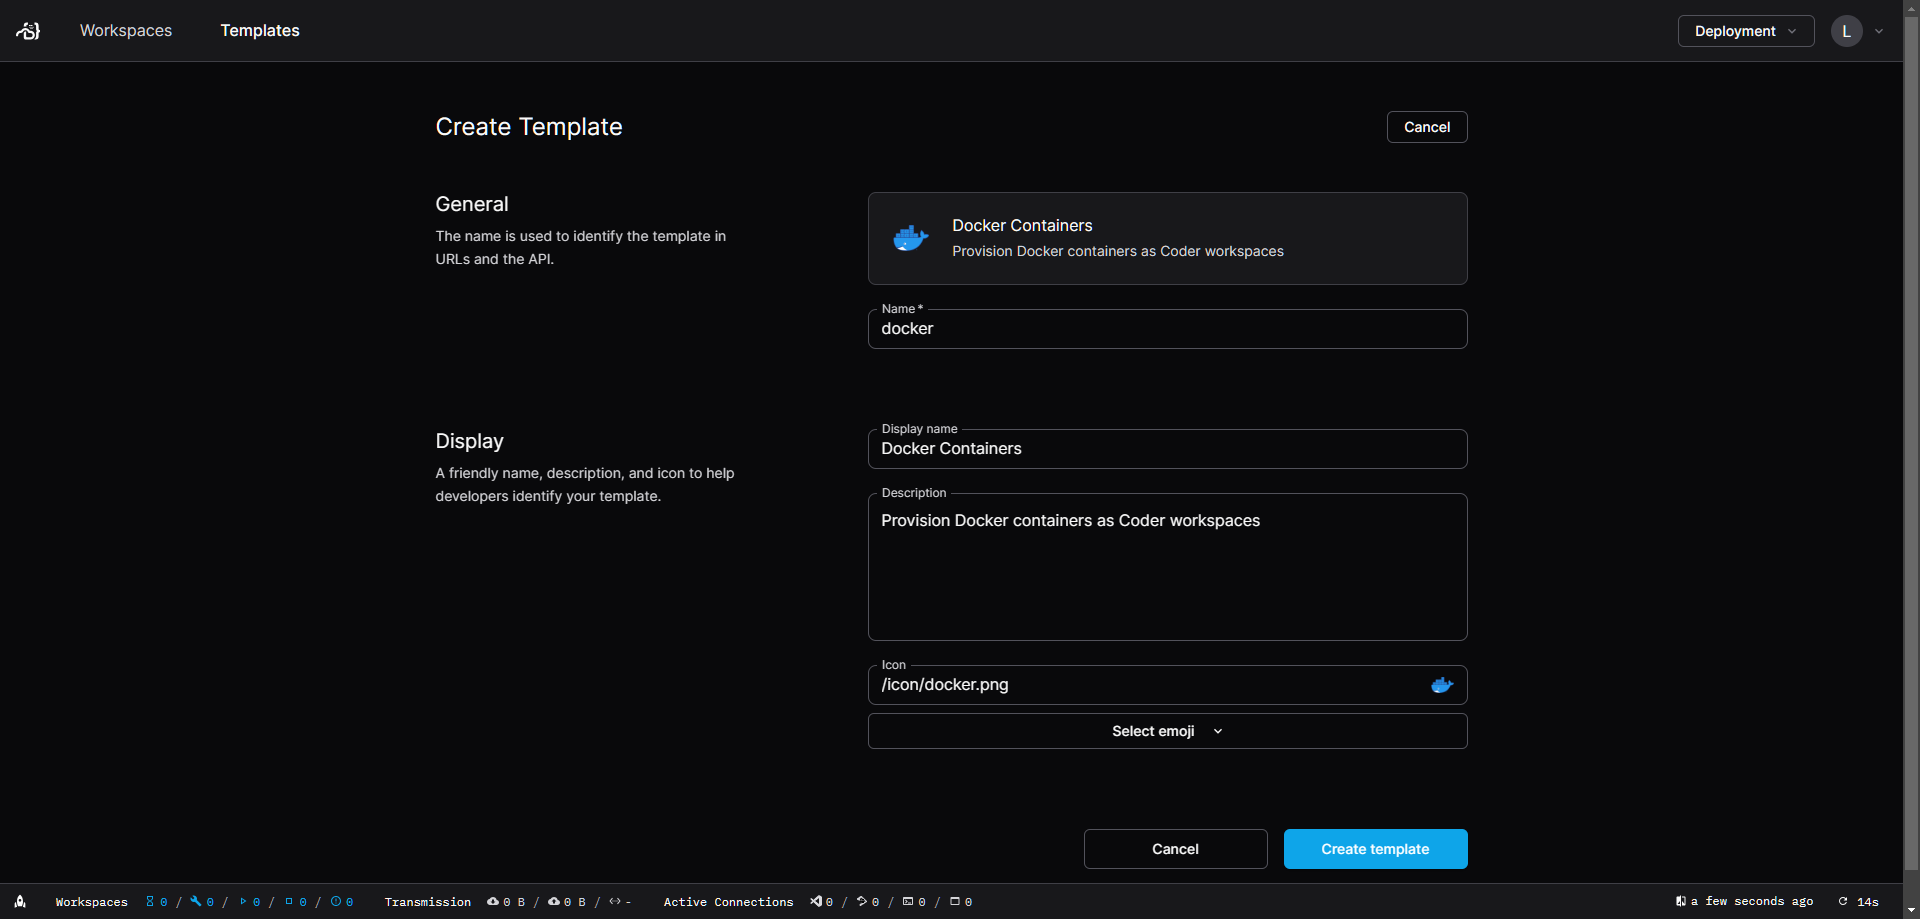 Workspaces
Templates
Deployment
L
Create Template
Cancel
General
The name is used to identify the template in
URLs and the API.
Docker Containers
Provision Docker containers as Coder workspaces
Name *
docker
Display
A friendly name, description, and icon to help
developers identify your template.
Display name
Docker Containers
Description
Provision Docker containers as Coder workspaces
Icon
/icon/docker.png
Select emoji
Cancel
Create template
Workspaces 0 / 0 / 0 / 0 / 0
Transmission 0 B / 0 B / -
Active Connections 0 / 0 / 0 / 0
a few seconds ago
14s